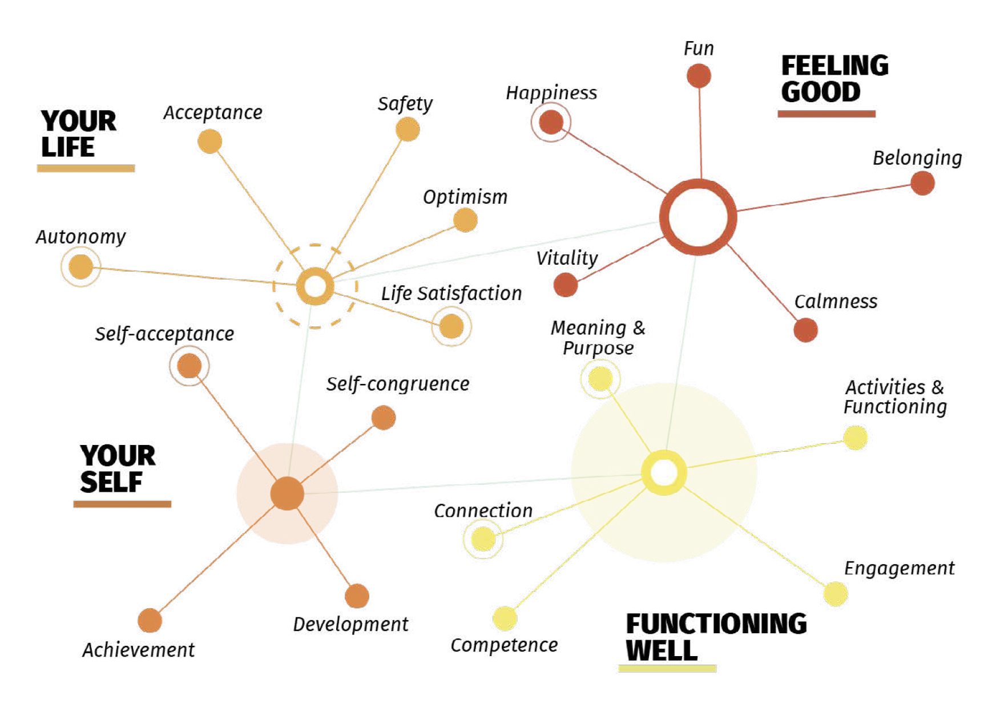 YOUR
LIFE
Acceptance
Safety
Optimism
Autonomy
Life Satisfaction
Fun
Happiness
FEELING
GOOD
Belonging
Vitality
Calmness
Self-acceptance
Self-congruence
YOUR
SELF
Achievement
Development
Meaning &
Purpose
Activities &
Functioning
Connection
Engagement
Competence
FUNCTIONING
WELL